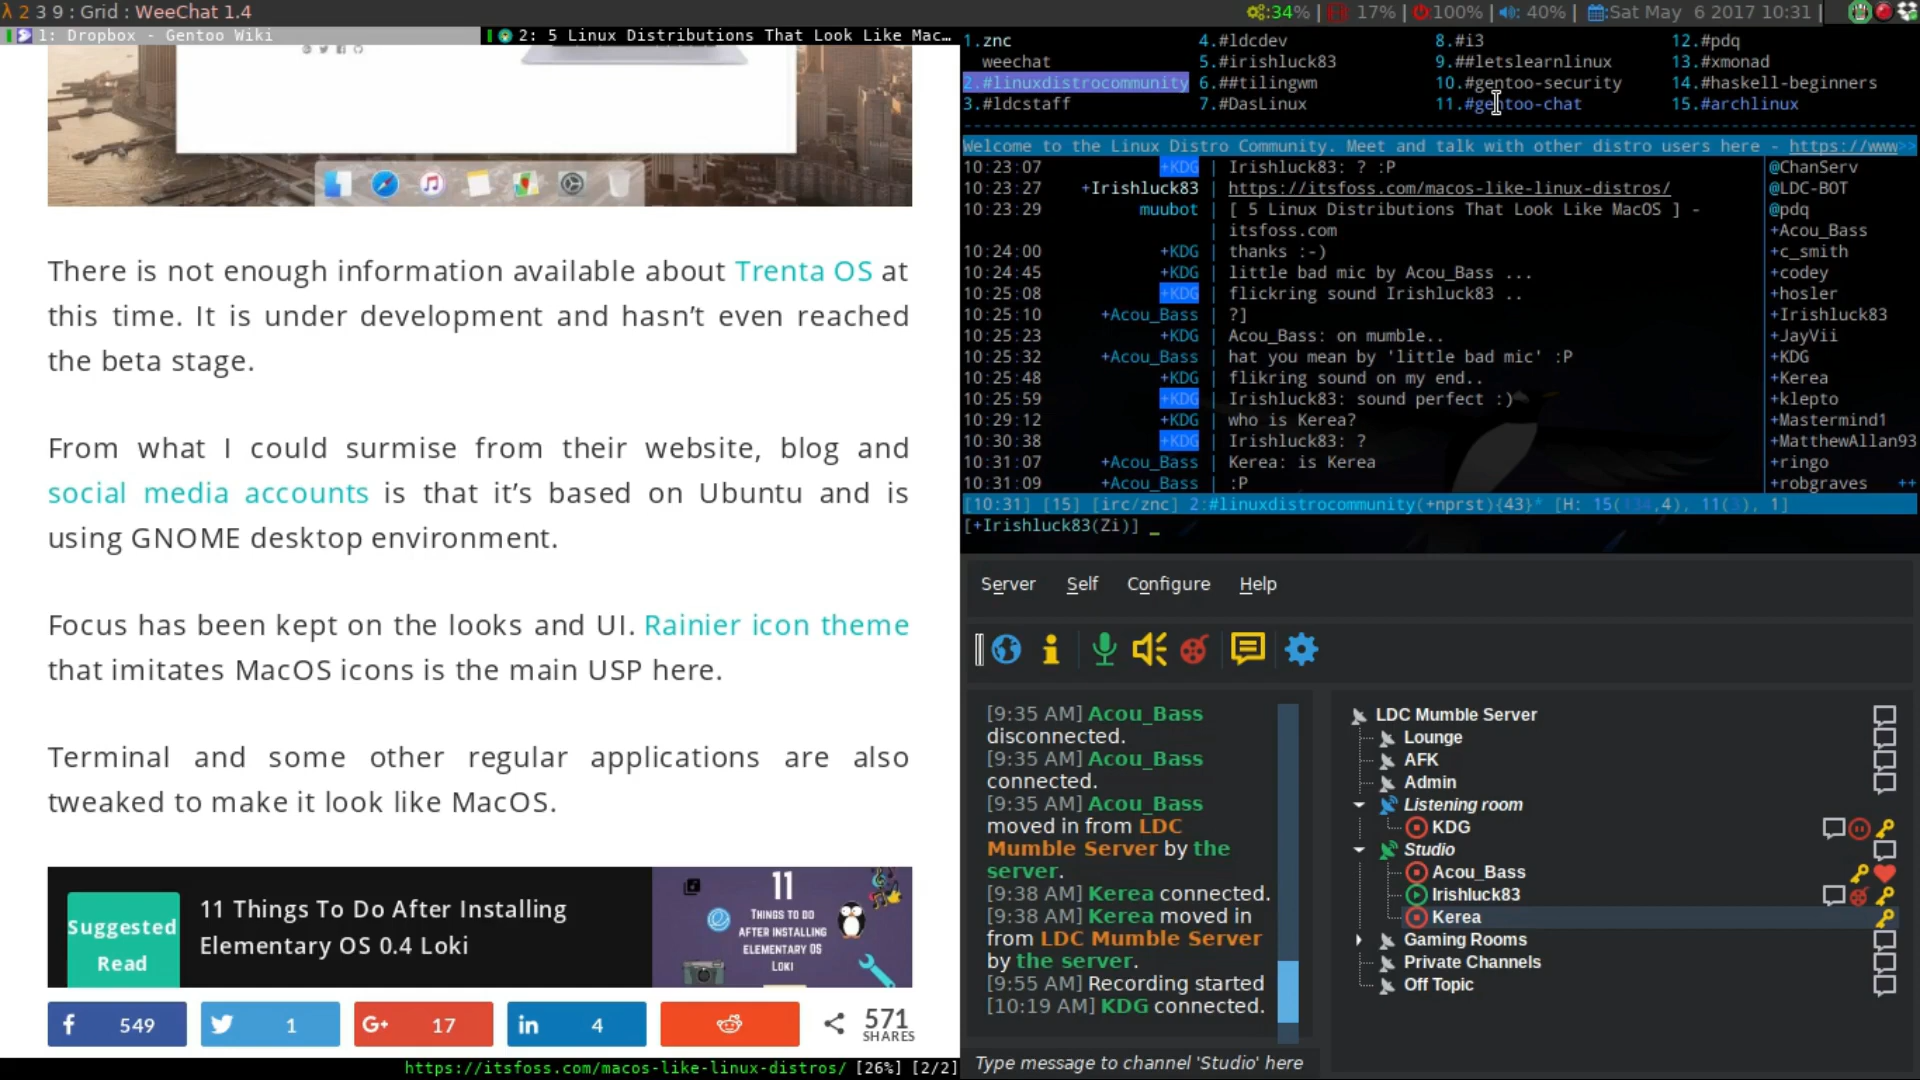 λ 2 3 9 : Grid : WeeChat 1.4
:34% | 17% | 100% | : 40% | :Sat May 6 2017 10:31 |
1: Dropbox - Gentoo Wiki
2: 5 Linux Distributions That Look Like Mac…
There is not enough information available about Trenta OS at
this time. It is under development and hasn't even reached
the beta stage.
From what I could surmise from their website, blog and
social media accounts is that it's based on Ubuntu and is
using GNOME desktop environment.
Focus has been kept on the looks and UI. Rainier icon theme
that imitates MacOS icons is the main USP here.
Terminal and some other regular applications are also
tweaked to make it look like MacOS.
Suggested
Read
11 Things To Do After Installing
Elementary OS 0.4 Loki
11
THINGS TO DO
AFTER INSTALLING
ELEMENTARY OS
LOKI
549
1
G+ 17
in 4
571
SHARES
https://itsfoss.com/macos-like-linux-distros/ [26%] [2/2]
1.znc 4.#ldcdev 8.#i3 12.#pdq
weechat 5.#irishluck83 9.##letslearnlinux 13.#xmonad
2.#linuxdistrocommunity 6.##tilingwm 10.#gentoo-security 14.#haskell-beginners
3.#ldcstaff 7.#DasLinux 11.#gentoo-chat 15.#archlinux
Welcome to the Linux Distro Community. Meet and talk with other distro users here - https://www>>
10:23:07 +KDG | Irishluck83: ? :P @ChanServ
10:23:27 +Irishluck83 | https://itsfoss.com/macos-like-linux-distros/ @LDC-BOT
10:23:29 muubot | [ 5 Linux Distributions That Look Like MacOS ] - @pdq
| itsfoss.com +Acou_Bass
10:24:00 +KDG | thanks :-) +c_smith
10:24:45 +KDG | little bad mic by Acou_Bass ... +codey
10:25:08 +KDG | flickring sound Irishluck83 .. +hosler
10:25:10 +Acou_Bass | ?] +Irishluck83
10:25:23 +KDG | Acou_Bass: on mumble.. +JayVii
10:25:32 +Acou_Bass | hat you mean by 'little bad mic' :P +KDG
10:25:48 +KDG | flikring sound on my end.. +Kerea
10:25:59 +KDG | Irishluck83: sound perfect :) +klepto
10:29:12 +KDG | who is Kerea? +Mastermind1
10:30:38 +KDG | Irishluck83: ? +MatthewAllan93
10:31:07 +Acou_Bass | Kerea: is Kerea +ringo
10:31:09 +Acou_Bass | :P +robgraves ++
[10:31] [15] [irc/znc] 2:#linuxdistrocommunity(+nprst){43}* [H: 15( ,4), 11( ), 1]
[+Irishluck83(Zi)] _
Server Self Configure Help
[9:35 AM] Acou_Bass
disconnected.
[9:35 AM] Acou_Bass
connected.
[9:35 AM] Acou_Bass
moved in from LDC
Mumble Server by the
server.
[9:38 AM] Kerea connected.
[9:38 AM] Kerea moved in
from LDC Mumble Server
by the server.
[9:55 AM] Recording started
[10:19 AM] KDG connected.
Type message to channel 'Studio' here
LDC Mumble Server
Lounge
AFK
Admin
Listening room
KDG
Studio
Acou_Bass
Irishluck83
Kerea
Gaming Rooms
Private Channels
Off Topic